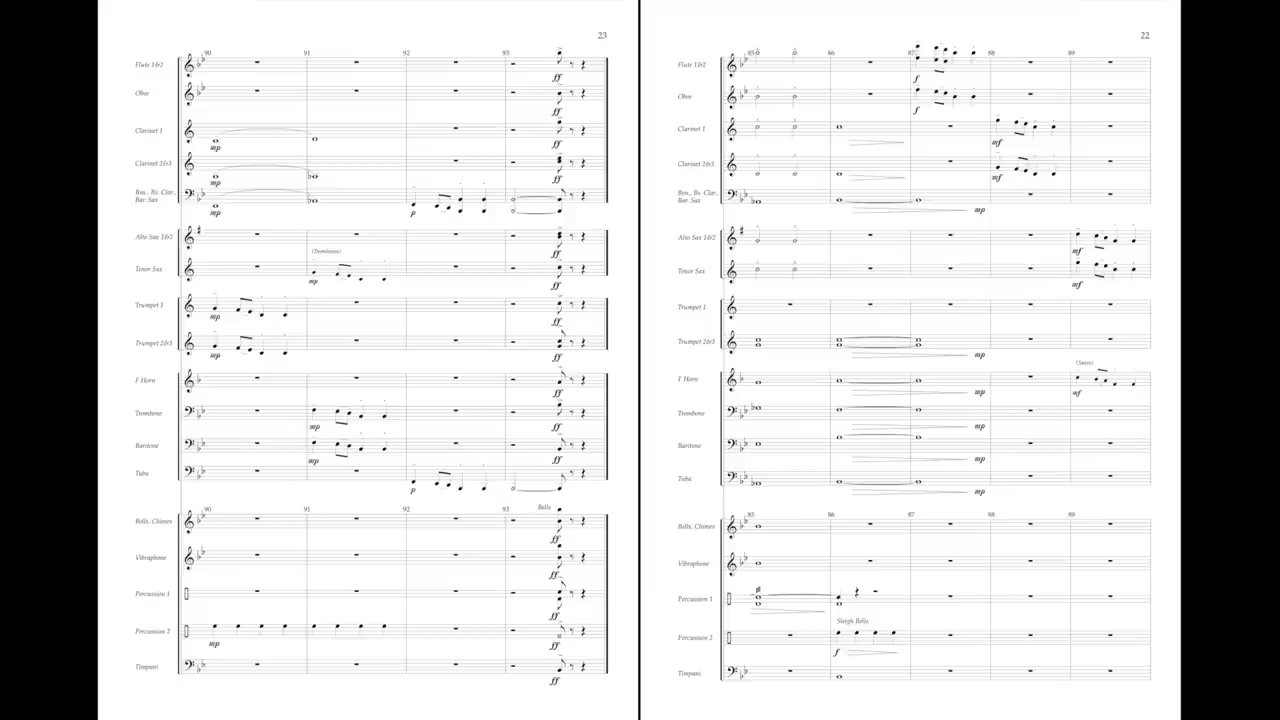 23
90 91 92 93
Flute 1&2
ff
Oboe
ff
Clarinet 1
mp ff
Clarinet 2&3
mp ff
Bsn., Bs. Clar.,
Bar. Sax
mp p ff
Alto Sax 1&2
ff
(Trombones)
Tenor Sax
mp ff
Trumpet 1
mp ff
Trumpet 2&3
mp ff
F Horn
ff
Trombone
mp ff
Baritone
mp ff
Tuba
p ff
90 91 92 93 Bells
Bells, Chimes
ff
Vibraphone
ff
Percussion 1
ff
Percussion 2
mp ff
Timpani
ff
22
85 86 87 88 89
Flute 1&2
f
Oboe
f
Clarinet 1
mf
Clarinet 2&3
mf
Bsn., Bs. Clar.,
Bar. Sax
mp
Alto Sax 1&2
mf
Tenor Sax
mf
Trumpet 1
Trumpet 2&3
mp
(Saxes)
F Horn
mp mf
Trombone
mp
Baritone
mp
Tuba
mp
85 86 87 88 89
Bells, Chimes
Vibraphone
Percussion 1
Sleigh Bells
Percussion 2
f
Timpani